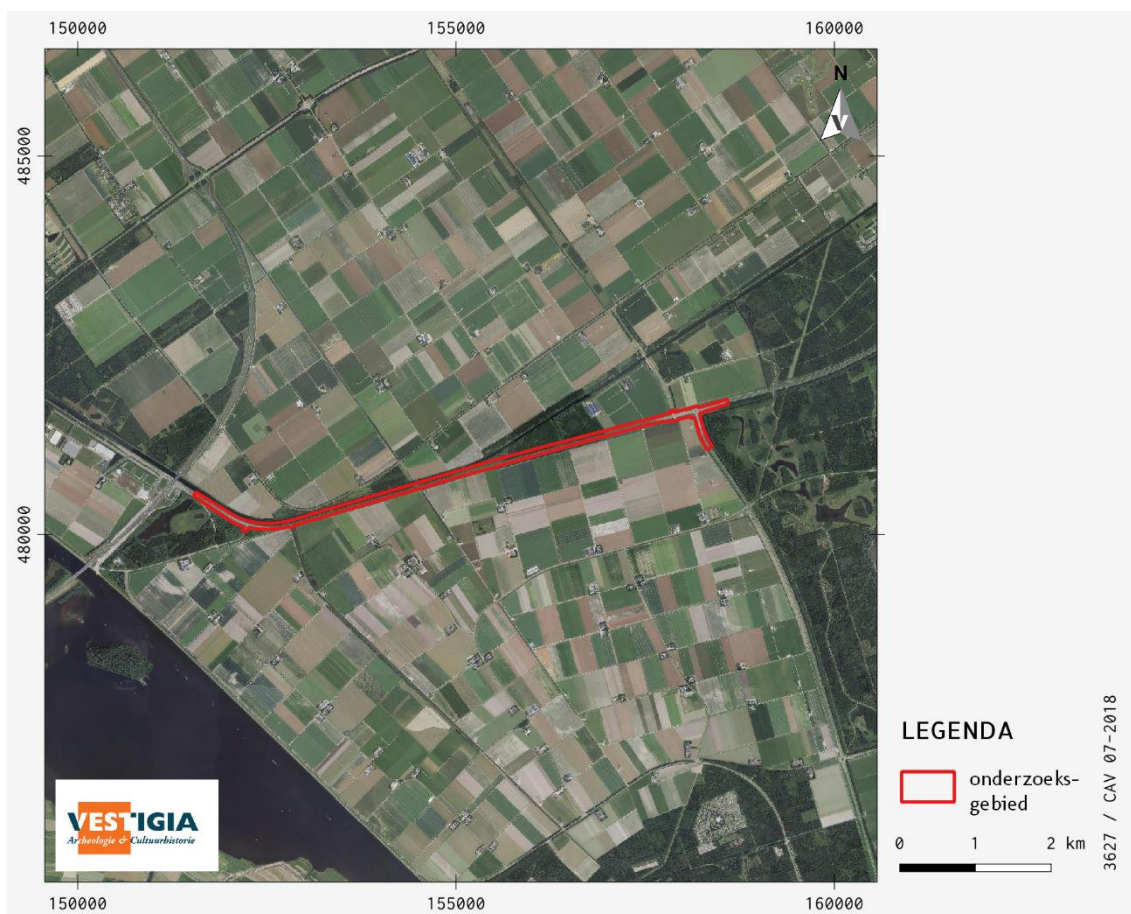 150000 155000 160000
N
V
485000
480000
VESTIGIA
Archeologie & Cultuurhistorie
150000 155000 160000
LEGENDA
onderzoeks-
gebied
0 1 2 km
3627 / CAV 07-2018